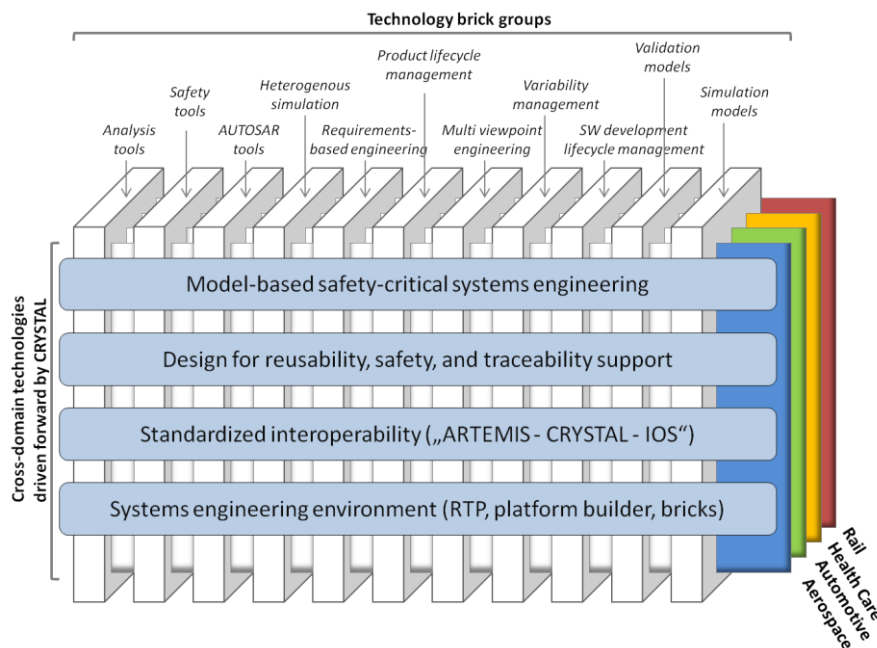 Technology brick groups
Validation
models
Product lifecycle
management
Safety
tools
Heterogenous
simulation
Variability
management
Simulation
models
Analysis
tools
AUTOSAR
tools
Requirements-
based engineering
Multi viewpoint
engineering
SW development
lifecycle management
Cross-domain technologies
driven forward by CRYSTAL
Model-based safety-critical systems engineering
Design for reusability, safety, and traceability support
Standardized interoperability („ARTEMIS - CRYSTAL - IOS“)
Systems engineering environment (RTP, platform builder, bricks)
Rail
Health Care
Automotive
Aerospace